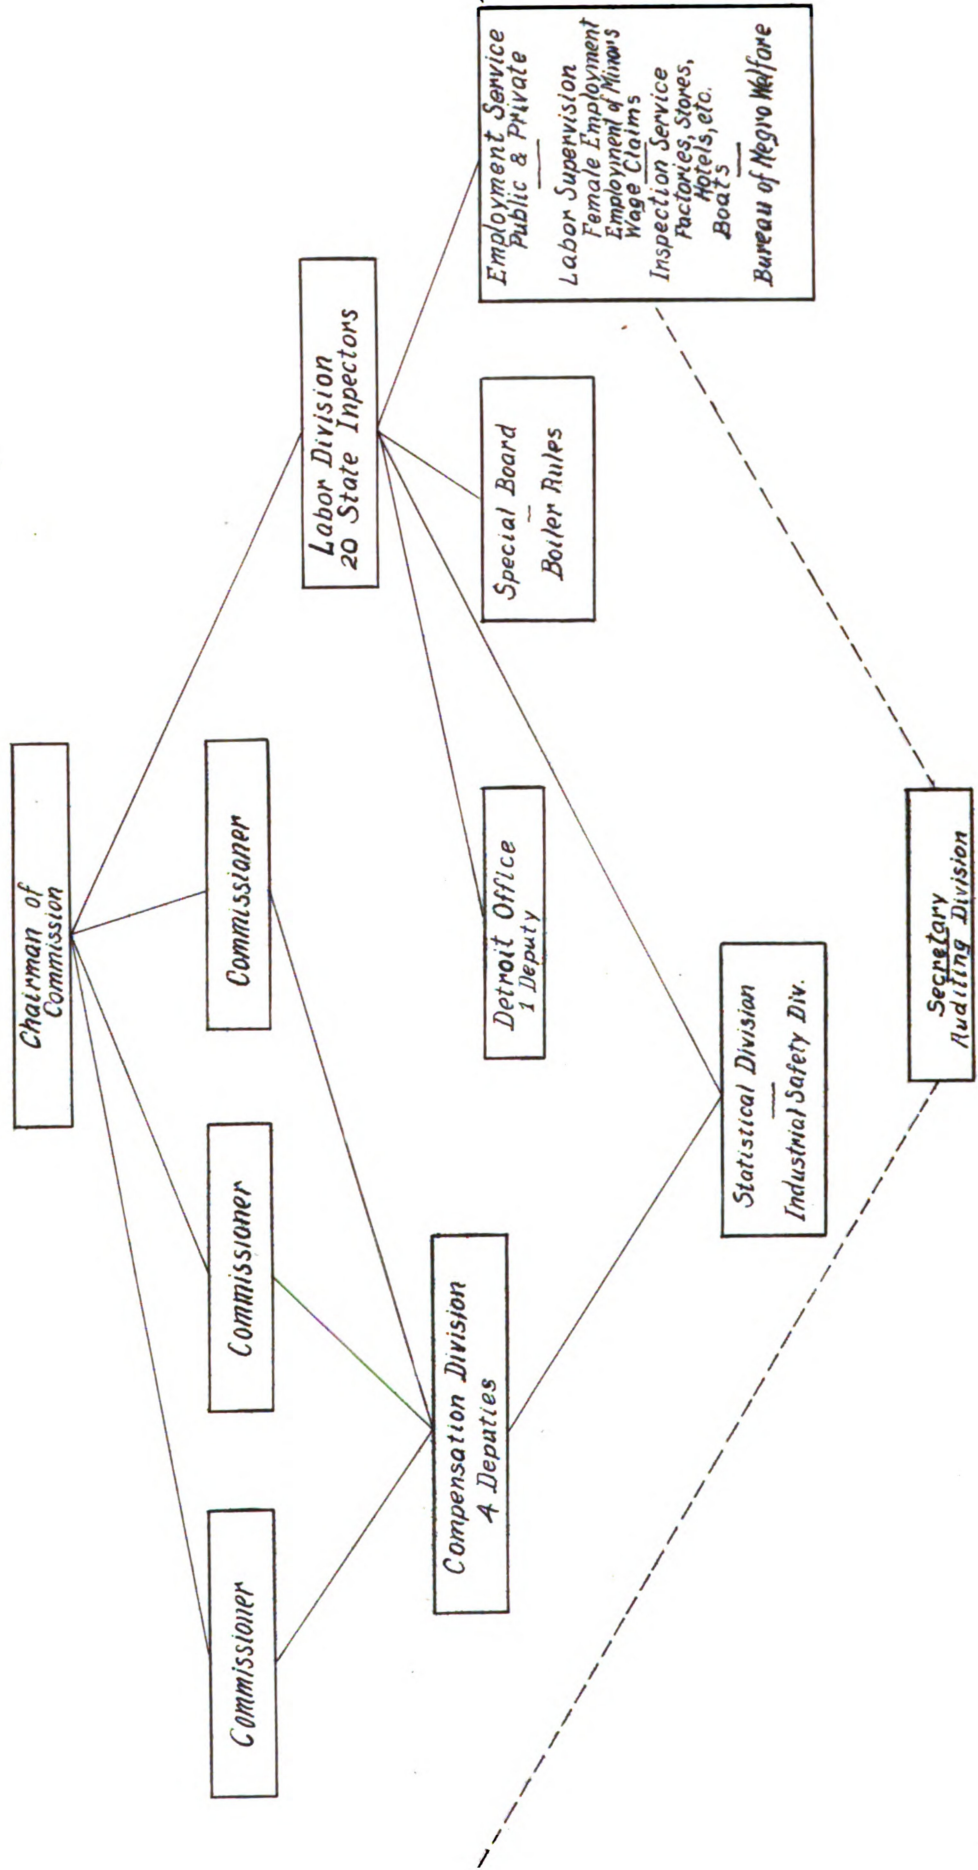 Chairman of
Commission
Commissioner
Commissioner
Commissioner
Labor Division
20 State Inpectors
Compensation Division
4 Deputies
Detroit Office
1 Deputy
Special Board
Boiler Rules
Employment Service
Public & Private
Labor Supervision
Female Employment
Employment of Minors
Wage Claims
Inspection Service
Factories, Stores,
Hotels, etc.
Boats
Bureau of Negro Welfare
Statistical Division
Industrial Safety Div.
Secretary
Auditing Division